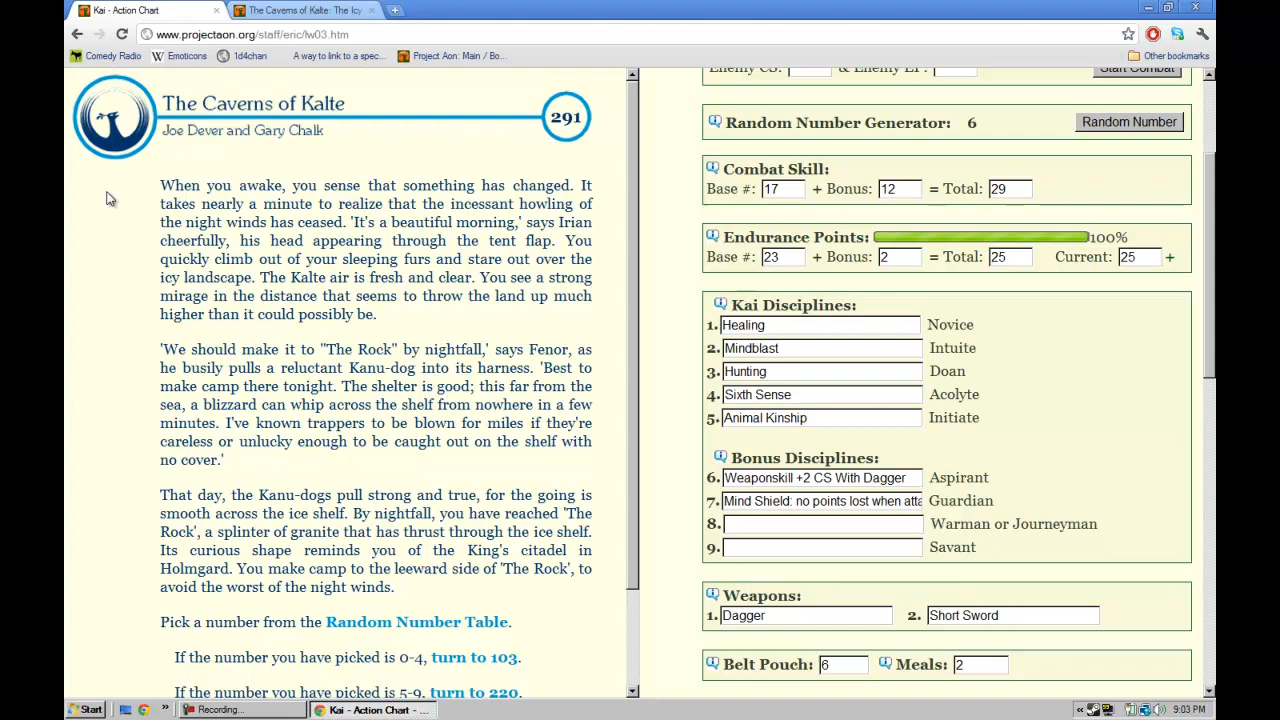 Kai - Action Chart
The Caverns of Kalte: The Icy
www.projectaon.org/staff/eric/lw03.htm
Comedy Radio
Emoticons
1d4chan
A way to link to a spec...
Project Aon: Main / Bo...
Other bookmarks
The Caverns of Kalte
Joe Dever and Gary Chalk
291
When you awake, you sense that something has changed. It
takes nearly a minute to realize that the incessant howling of
the night winds has ceased. 'It's a beautiful morning,' says Irian
cheerfully, his head appearing through the tent flap. You
quickly climb out of your sleeping furs and stare out over the
icy landscape. The Kalte air is fresh and clear. You see a strong
mirage in the distance that seems to throw the land up much
higher than it could possibly be.
'We should make it to "The Rock" by nightfall,' says Fenor, as
he busily pulls a reluctant Kanu-dog into its harness. 'Best to
make camp there tonight. The shelter is good; this far from the
sea, a blizzard can whip across the shelf from nowhere in a few
minutes. I've known trappers to be blown for miles if they're
careless or unlucky enough to be caught out on the shelf with
no cover.'
That day, the Kanu-dogs pull strong and true, for the going is
smooth across the ice shelf. By nightfall, you have reached 'The
Rock', a splinter of granite that has thrust through the ice shelf.
Its curious shape reminds you of the King's citadel in
Holmgard. You make camp to the leeward side of 'The Rock', to
avoid the worst of the night winds.
Pick a number from the Random Number Table.
If the number you have picked is 0-4, turn to 103.
If the number you have picked is 5-9, turn to 220.
Enemy CS: & Enemy EP: Start Combat
Random Number Generator: 6 Random Number
Combat Skill:
Base #: 17 + Bonus: 12 = Total: 29
Endurance Points: 100%
Base #: 23 + Bonus: 2 = Total: 25 Current: 25 +
Kai Disciplines:
1. Healing Novice
2. Mindblast Intuite
3. Hunting Doan
4. Sixth Sense Acolyte
5. Animal Kinship Initiate
Bonus Disciplines:
6. Weaponskill +2 CS With Dagger Aspirant
7. Mind Shield: no points lost when atta Guardian
8. Warman or Journeyman
9. Savant
Weapons:
1. Dagger 2. Short Sword
Belt Pouch: 6 Meals: 2
Start
Recording...
Kai - Action Chart - ...
9:03 PM